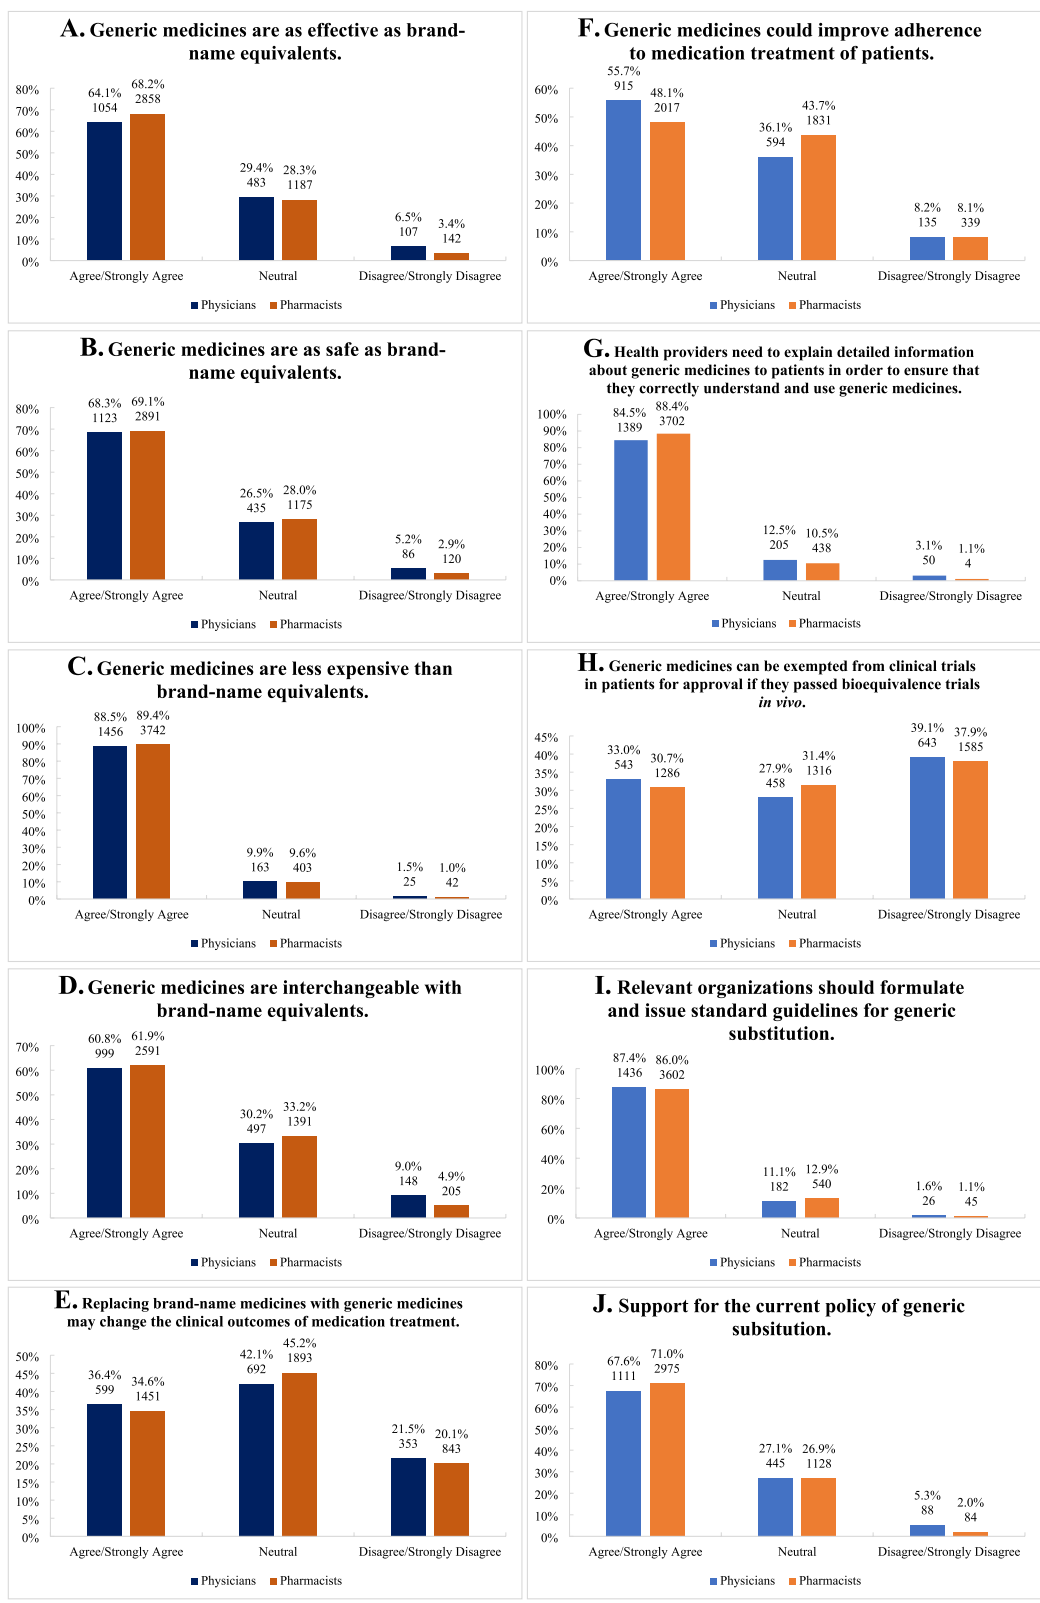 A. Generic medicines are as effective as brand-
name equivalents.
80%
70%
60%
50%
40%
30%
20%
10%
0%
64.1%
1054
68.2%
2858
29.4%
483
28.3%
1187
6.5%
107
3.4%
142
Agree/Strongly Agree
Neutral
Disagree/Strongly Disagree
Physicians
Pharmacists
B. Generic medicines are as safe as brand-
name equivalents.
80%
70%
60%
50%
40%
30%
20%
10%
0%
68.3%
1123
69.1%
2891
26.5%
435
28.0%
1175
5.2%
86
2.9%
120
Agree/Strongly Agree
Neutral
Disagree/Strongly Disagree
Physicians
Pharmacists
C. Generic medicines are less expensive than
brand-name equivalents.
100%
90%
80%
70%
60%
50%
40%
30%
20%
10%
0%
88.5%
1456
89.4%
3742
9.9%
163
9.6%
403
1.5%
25
1.0%
42
Agree/Strongly Agree
Neutral
Disagree/Strongly Disagree
Physicians
Pharmacists
D. Generic medicines are interchangeable with
brand-name equivalents.
70%
60%
50%
40%
30%
20%
10%
0%
60.8%
999
61.9%
2591
30.2%
497
33.2%
1391
9.0%
148
4.9%
205
Agree/Strongly Agree
Neutral
Disagree/Strongly Disagree
Physicians
Pharmacists
E. Replacing brand-name medicines with generic medicines
may change the clinical outcomes of medication treatment.
50%
45%
40%
35%
30%
25%
20%
15%
10%
5%
0%
36.4%
599
34.6%
1451
42.1%
692
45.2%
1893
21.5%
353
20.1%
843
Agree/Strongly Agree
Neutral
Disagree/Strongly Disagree
Physicians
Pharmacists
F. Generic medicines could improve adherence
to medication treatment of patients.
60%
50%
40%
30%
20%
10%
0%
55.7%
915
48.1%
2017
36.1%
594
43.7%
1831
8.2%
135
8.1%
339
Agree/Strongly Agree
Neutral
Disagree/Strongly Disagree
Physicians
Pharmacists
G. Health providers need to explain detailed information
about generic medicines to patients in order to ensure that
they correctly understand and use generic medicines.
100%
90%
80%
70%
60%
50%
40%
30%
20%
10%
0%
84.5%
1389
88.4%
3702
12.5%
205
10.5%
438
3.1%
50
1.1%
4
Agree/Strongly Agree
Neutral
Disagree/Strongly Disagree
Physicians
Pharmacists
H. Generic medicines can be exempted from clinical trials
in patients for approval if they passed bioequivalence trials
in vivo.
45%
40%
35%
30%
25%
20%
15%
10%
5%
0%
33.0%
543
30.7%
1286
27.9%
458
31.4%
1316
39.1%
643
37.9%
1585
Agree/Strongly Agree
Neutral
Disagree/Strongly Disagree
Physicians
Pharmacists
I. Relevant organizations should formulate
and issue standard guidelines for generic
substitution.
100%
80%
60%
40%
20%
0%
87.4%
1436
86.0%
3602
11.1%
182
12.9%
540
1.6%
26
1.1%
45
Agree/Strongly Agree
Neutral
Disagree/Strongly Disagree
Physicians
Pharmacists
J. Support for the current policy of generic
subsitution.
80%
70%
60%
50%
40%
30%
20%
10%
0%
67.6%
1111
71.0%
2975
27.1%
445
26.9%
1128
5.3%
88
2.0%
84
Agree/Strongly Agree
Neutral
Disagree/Strongly Disagree
Physicians
Pharmacists